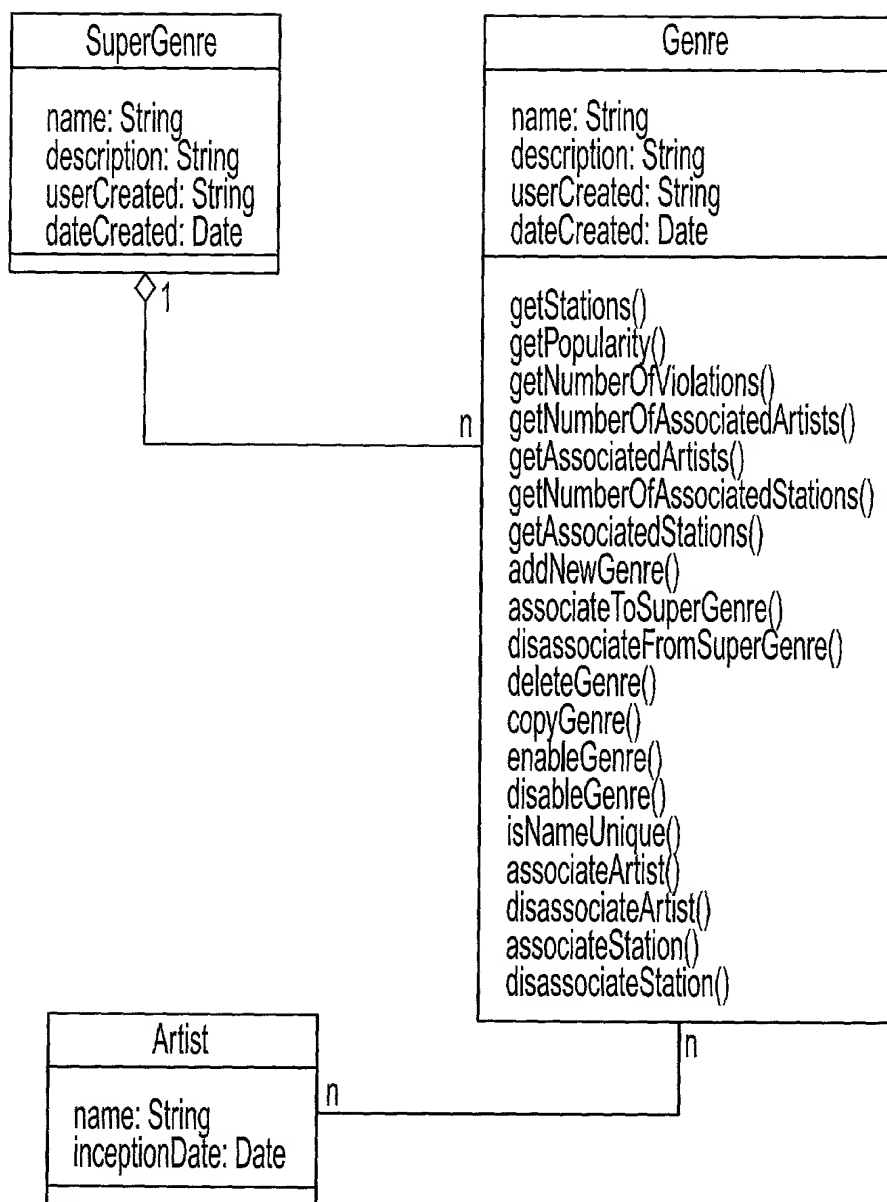 SuperGenre
name: String
description: String
userCreated: String
dateCreated: Date
1
n
Genre
name: String
description: String
userCreated: String
dateCreated: Date
getStations()
getPopularity()
getNumberOfViolations()
getNumberOfAssociatedArtists()
getAssociatedArtists()
getNumberOfAssociatedStations()
getAssociatedStations()
addNewGenre()
associateToSuperGenre()
disassociateFromSuperGenre()
deleteGenre()
copyGenre()
enableGenre()
disableGenre()
isNameUnique()
associateArtist()
disassociateArtist()
associateStation()
disassociateStation()
n
n
Artist
name: String
inceptionDate: Date